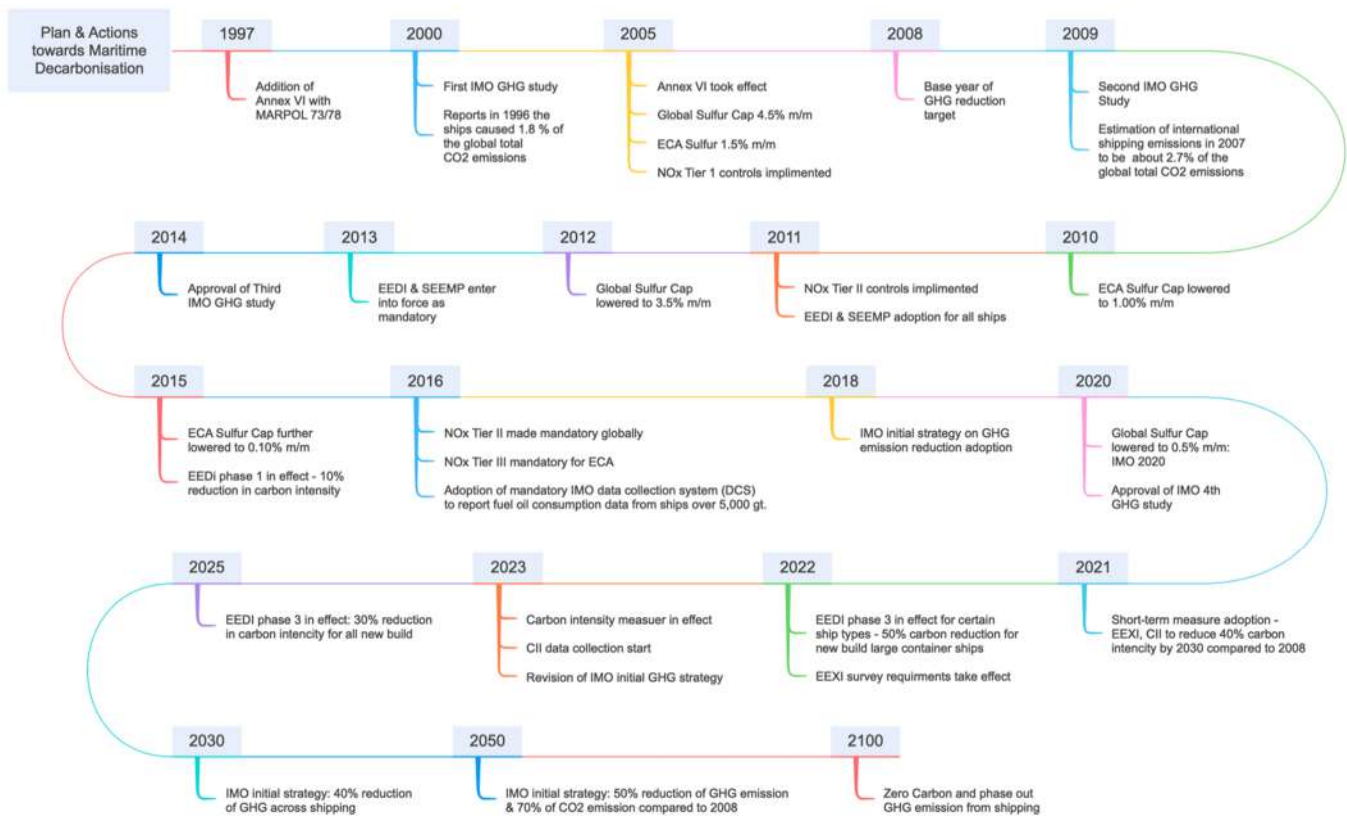 Plan & Actions
towards Maritime
Decarbonisation
1997
Addition of
Annex VI with
MARPOL 73/78
2000
First IMO GHG study
Reports in 1996 the
ships caused 1.8 % of
the global total
CO2 emissions
2005
Annex VI took effect
Global Sulfur Cap 4.5% m/m
ECA Sulfur 1.5% m/m
NOx Tier 1 controls implimented
2008
Base year of
GHG reduction
target
2009
Second IMO GHG
Study
Estimation of international
shipping emissions in 2007
to be about 2.7% of the
global total CO2 emissions
2010
ECA Sulfur Cap lowered
to 1.00% m/m
2011
NOx Tier II controls implimented
EEDI & SEEMP adoption for all ships
2012
Global Sulfur Cap
lowered to 3.5% m/m
2013
EEDI & SEEMP enter
into force as
mandatory
2014
Approval of Third
IMO GHG study
2015
ECA Sulfur Cap further
lowered to 0.10% m/m
EEDi phase 1 in effect - 10%
reduction in carbon intensity
2016
NOx Tier II made mandatory globally
NOx Tier III mandatory for ECA
Adoption of mandatory IMO data collection system (DCS)
to report fuel oil consumption data from ships over 5,000 gt.
2018
IMO initial strategy on GHG
emission reduction adoption
2020
Global Sulfur Cap
lowered to 0.5% m/m:
IMO 2020
Approval of IMO 4th
GHG study
2021
Short-term measure adoption -
EEXI, CII to reduce 40% carbon
intencity by 2030 compared to 2008
2022
EEDI phase 3 in effect for certain
ship types - 50% carbon reduction for
new build large container ships
EEXI survey requirments take effect
2023
Carbon intensity measuer in effect
CII data collection start
Revision of IMO initial GHG strategy
2025
EEDI phase 3 in effect: 30% reduction
in carbon intencity for all new build
2030
IMO initial strategy: 40% reduction
of GHG across shipping
2050
IMO initial strategy: 50% reduction of GHG emission
& 70% of CO2 emission compared to 2008
2100
Zero Carbon and phase out
GHG emission from shipping